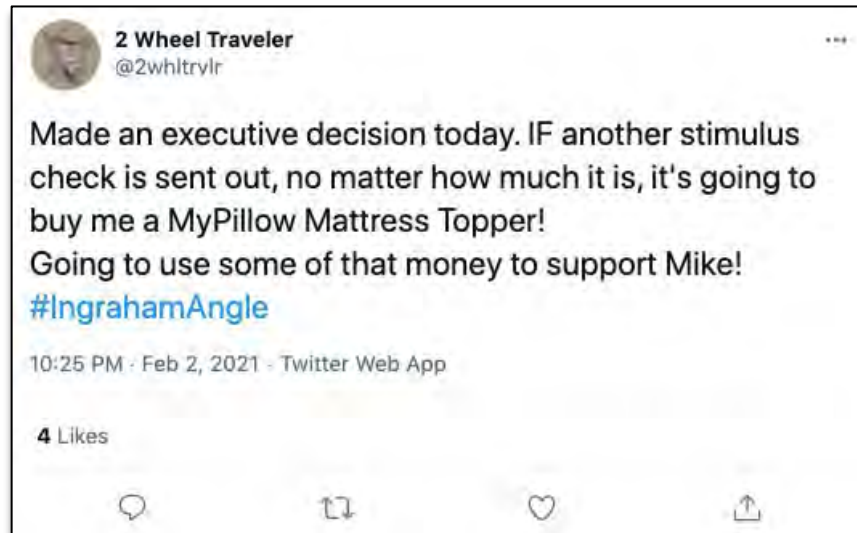 2 Wheel Traveler
@2whltrvlr
Made an executive decision today. IF another stimulus
check is sent out, no matter how much it is, it's going to
buy me a MyPillow Mattress Topper!
Going to use some of that money to support Mike!
#IngrahamAngle
10:25 PM · Feb 2, 2021 · Twitter Web App
4 Likes